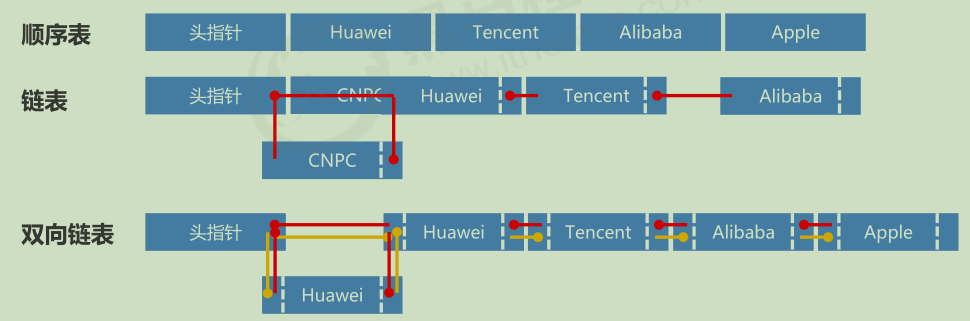 顺序表 头指针 Huawei Tencent Alibaba Apple
链表 头指针 CNPC Huawei Tencent Alibaba
CNPC
双向链表 头指针 Huawei Tencent Alibaba Apple
Huawei